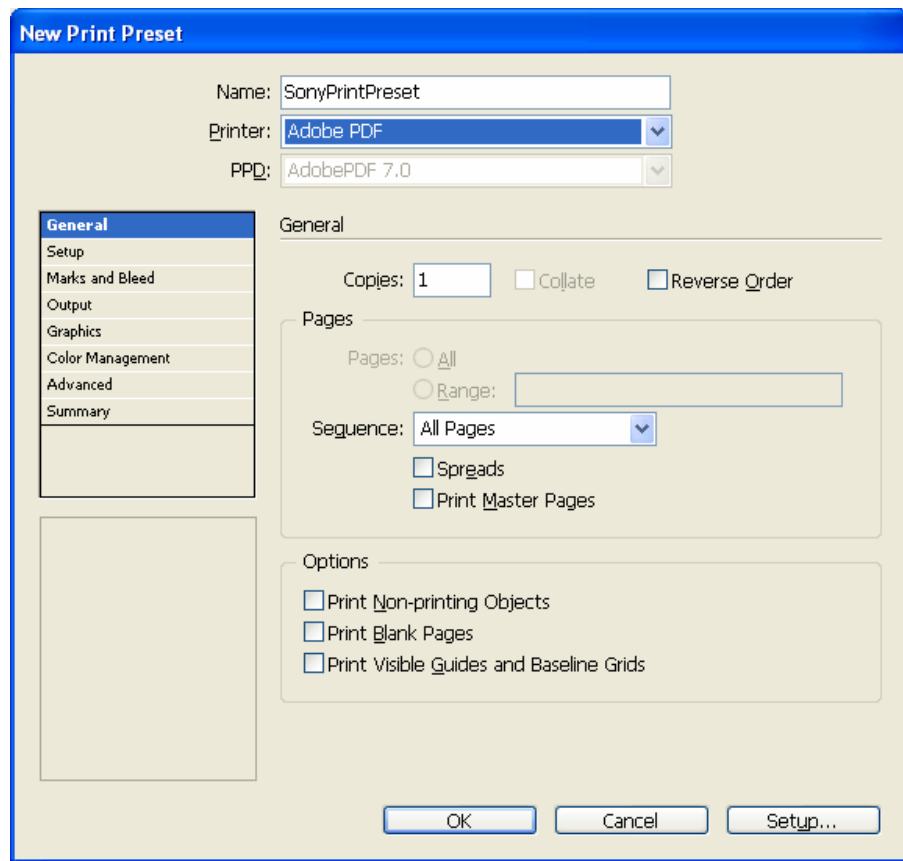 New Print Preset
Name: SonyPrintPreset
Printer: Adobe PDF
PPD: AdobePDF 7.0
General
Setup
Marks and Bleed
Output
Graphics
Color Management
Advanced
Summary
General
Copies: 1 Collate Reverse Order
Pages
Pages: All
Range:
Sequence: All Pages
Spreads
Print Master Pages
Options
Print Non-printing Objects
Print Blank Pages
Print Visible Guides and Baseline Grids
OK Cancel Setup...